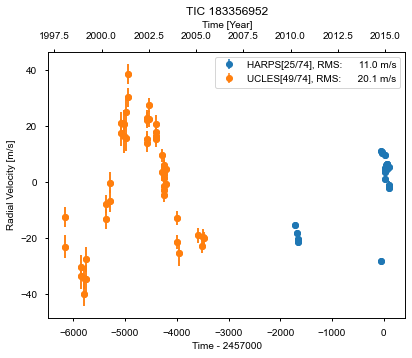 TIC 183356952
Time [Year]
1997.5 2000.0 2002.5 2005.0 2007.5 2010.0 2012.5 2015.0
HARPS[25/74], RMS: 11.0 m/s
UCLES[49/74], RMS: 20.1 m/s
Radial Velocity [m/s]
40
20
0
−20
−40
−6000 −5000 −4000 −3000 −2000 −1000 0
Time - 2457000